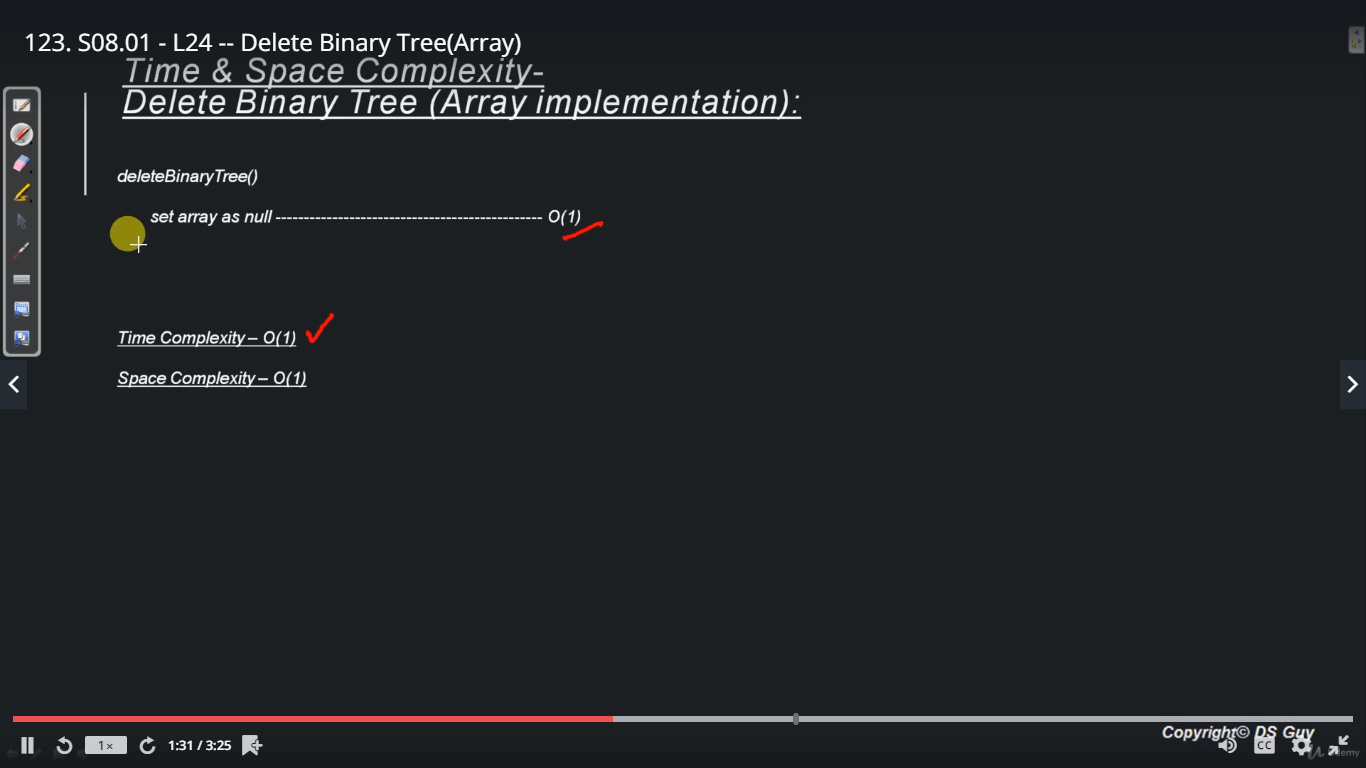 123. S08.01 - L24 -- Delete Binary Tree(Array)
Time & Space Complexity-
Delete Binary Tree (Array implementation):
deleteBinaryTree()
set array as null ----------------------------------------------- O(1)
Time Complexity – O(1)
Space Complexity – O(1)
Copyright© DS Guy
1x
1:31 / 3:25
CC